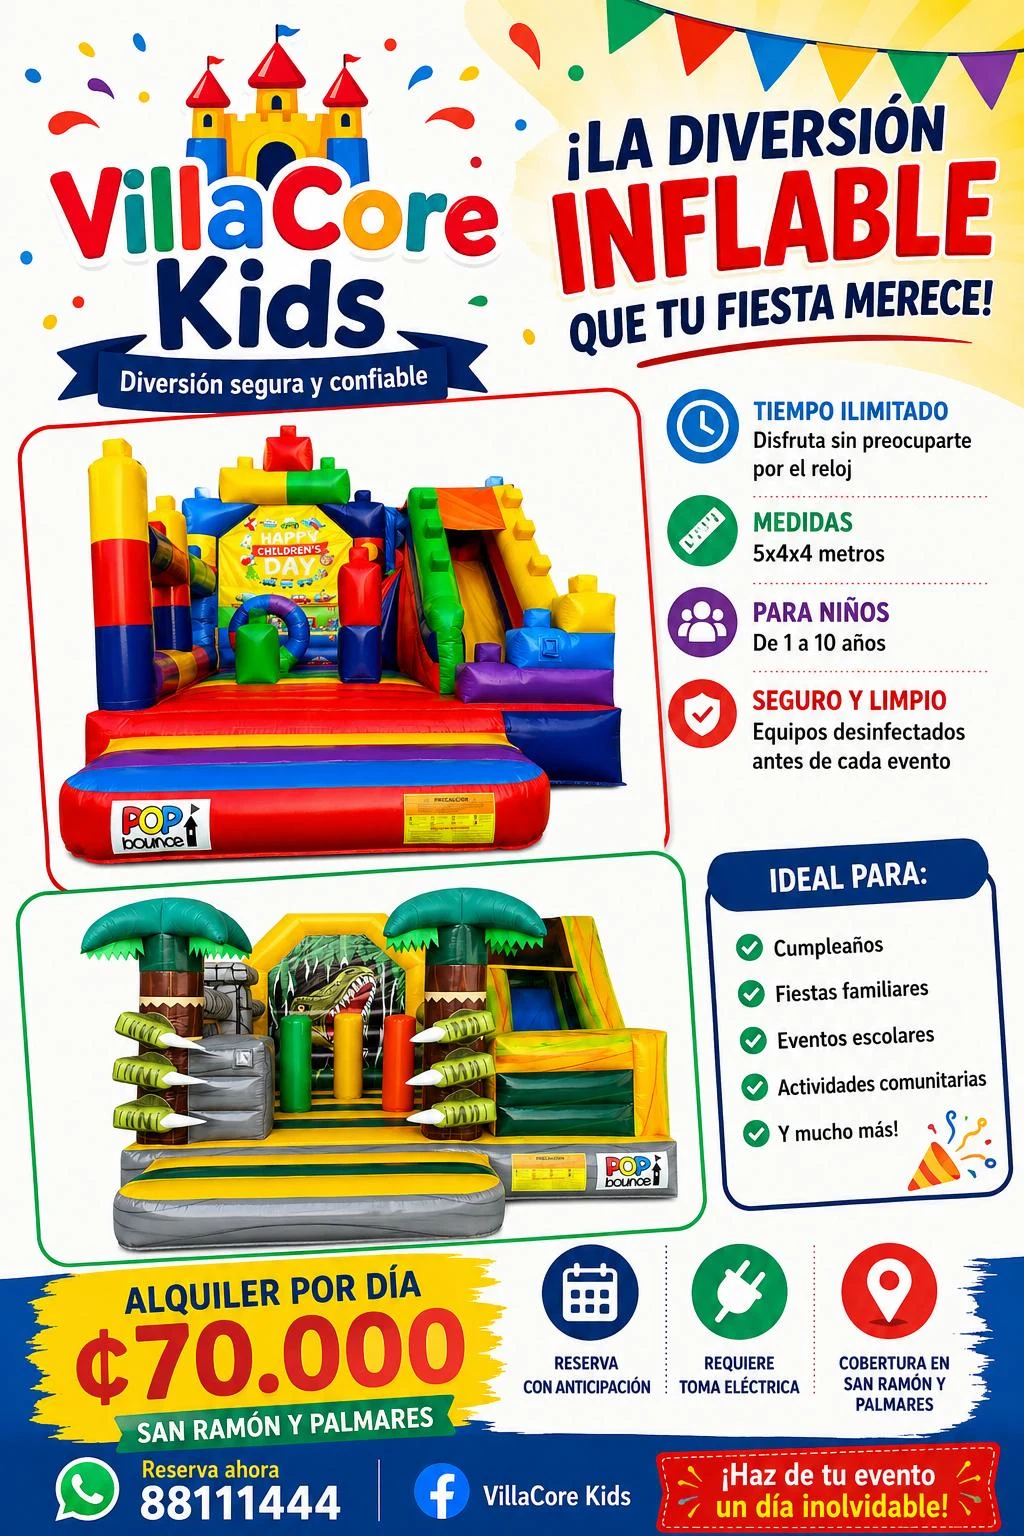 VillaCore
Kids
Diversión segura y confiable
¡LA DIVERSIÓN
INFLABLE
QUE TU FIESTA MERECE!
TIEMPO ILIMITADO
Disfruta sin preocuparte
por el reloj
MEDIDAS
5x4x4 metros
PARA NIÑOS
De 1 a 10 años
SEGURO Y LIMPIO
Equipos desinfectados
antes de cada evento
HAPPY
CHILDREN'S
DAY
POP
bounce
PRECAUCION
IDEAL PARA:
Cumpleaños
Fiestas familiares
Eventos escolares
Actividades comunitarias
Y mucho más!
POP
bounce
ALQUILER POR DÍA
₡70.000
SAN RAMÓN Y PALMARES
RESERVA
CON ANTICIPACIÓN
REQUIERE
TOMA ELÉCTRICA
COBERTURA EN
SAN RAMÓN Y
PALMARES
Reserva ahora
88111444
VillaCore Kids
¡Haz de tu evento
un día inolvidable!